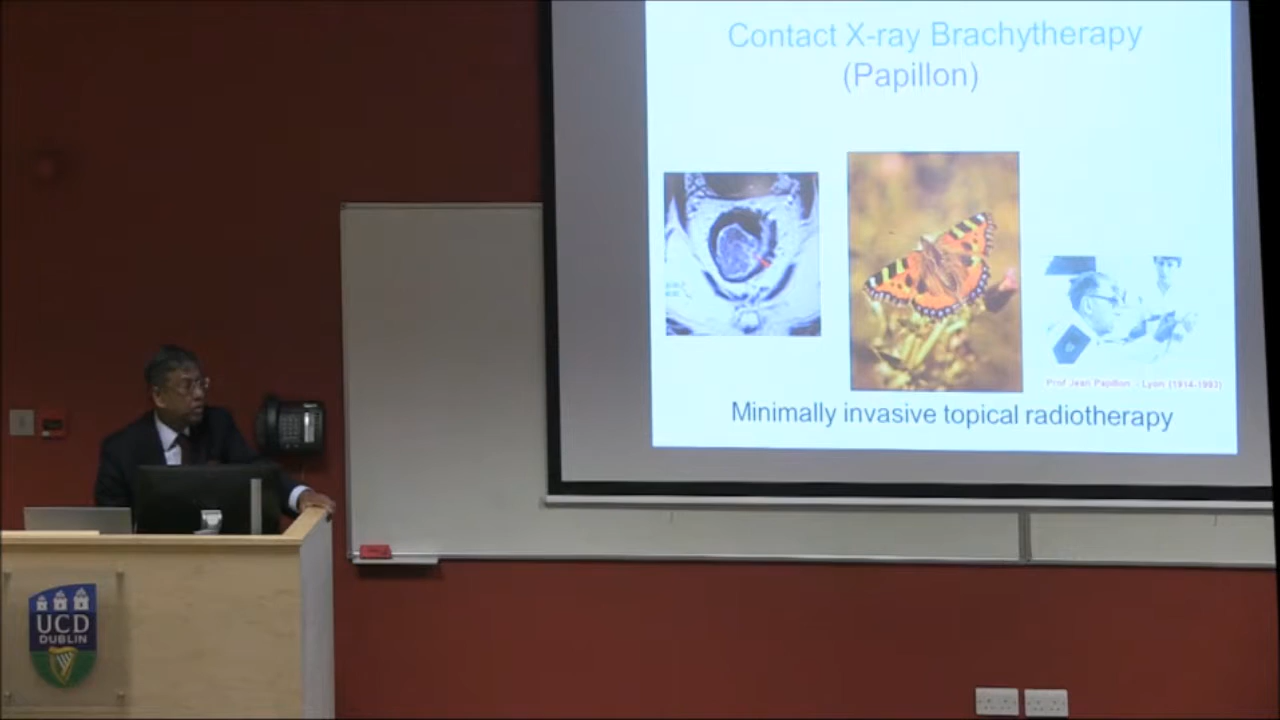 Contact X-ray Brachytherapy
(Papillon)
Prof Jean Papillon - Lyon (1914-1993)
Minimally invasive topical radiotherapy
UCD
DUBLIN